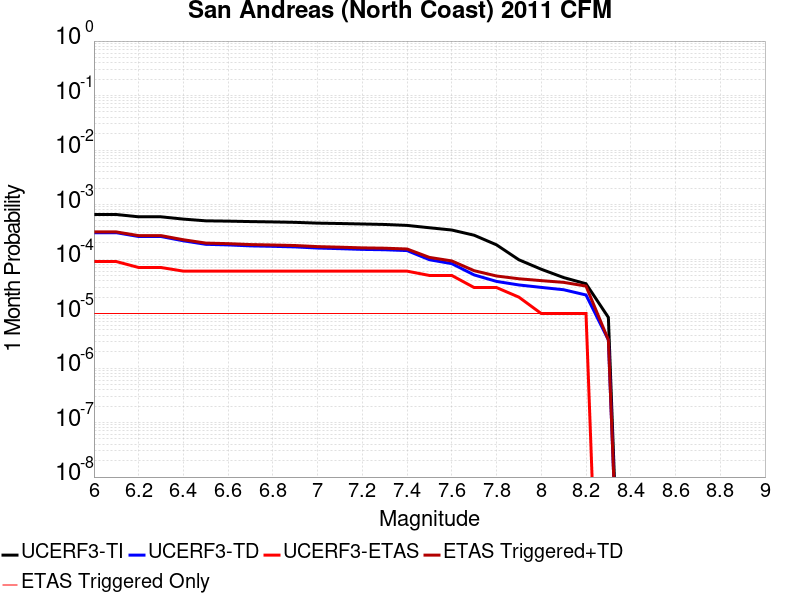 San Andreas (North Coast) 2011 CFM
10^0
10^-1
10^-2
10^-3
10^-4
10^-5
10^-6
10^-7
10^-8
1 Month Probability
6 6.2 6.4 6.6 6.8 7 7.2 7.4 7.6 7.8 8 8.2 8.4 8.6 8.8 9
Magnitude
UCERF3-TI UCERF3-TD UCERF3-ETAS ETAS Triggered+TD
ETAS Triggered Only